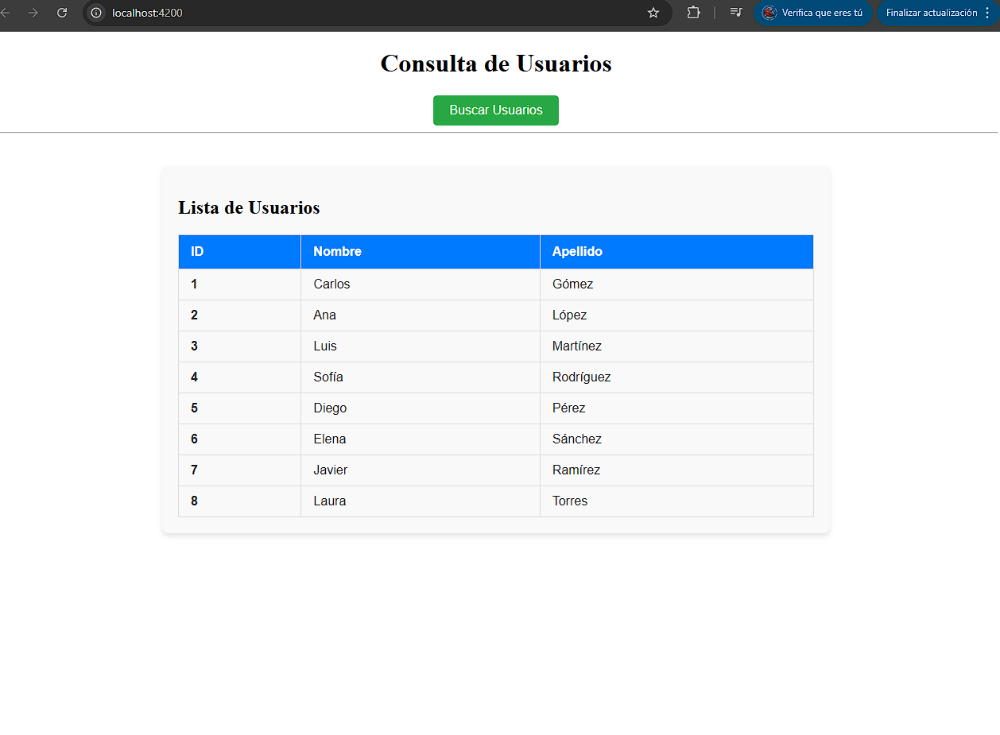 localhost:4200 Verifica que eres tú Finalizar actualización
Consulta de Usuarios
Buscar Usuarios
Lista de Usuarios
ID Nombre Apellido
1 Carlos Gómez
2 Ana López
3 Luis Martínez
4 Sofía Rodríguez
5 Diego Pérez
6 Elena Sánchez
7 Javier Ramírez
8 Laura Torres